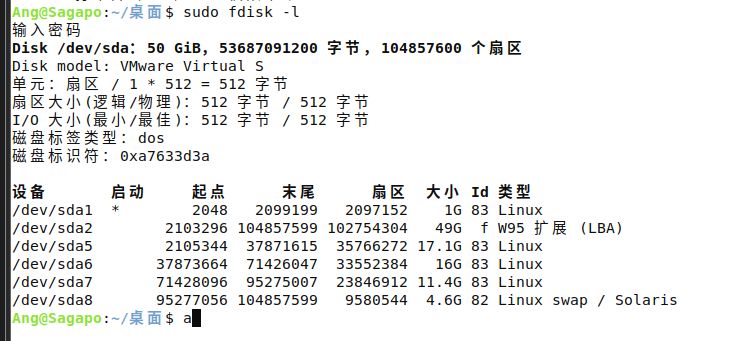 Ang@Sagapo:~/桌面$ sudo fdisk -l
输入密码
Disk /dev/sda: 50 GiB, 53687091200 字节, 104857600 个扇区
Disk model: VMware Virtual S
单元: 扇区 / 1 * 512 = 512 字节
扇区大小(逻辑/物理): 512 字节 / 512 字节
I/O 大小(最小/最佳): 512 字节 / 512 字节
磁盘标签类型: dos
磁盘标识符: 0xa7633d3a
设备 启动 起点 末尾 扇区 大小 Id 类型
/dev/sda1 * 2048 2099199 2097152 1G 83 Linux
/dev/sda2 2103296 104857599 102754304 49G f W95 扩展 (LBA)
/dev/sda5 2105344 37871615 35766272 17.1G 83 Linux
/dev/sda6 37873664 71426047 33552384 16G 83 Linux
/dev/sda7 71428096 95275007 23846912 11.4G 83 Linux
/dev/sda8 95277056 104857599 9580544 4.6G 82 Linux swap / Solaris
Ang@Sagapo:~/桌面$ a